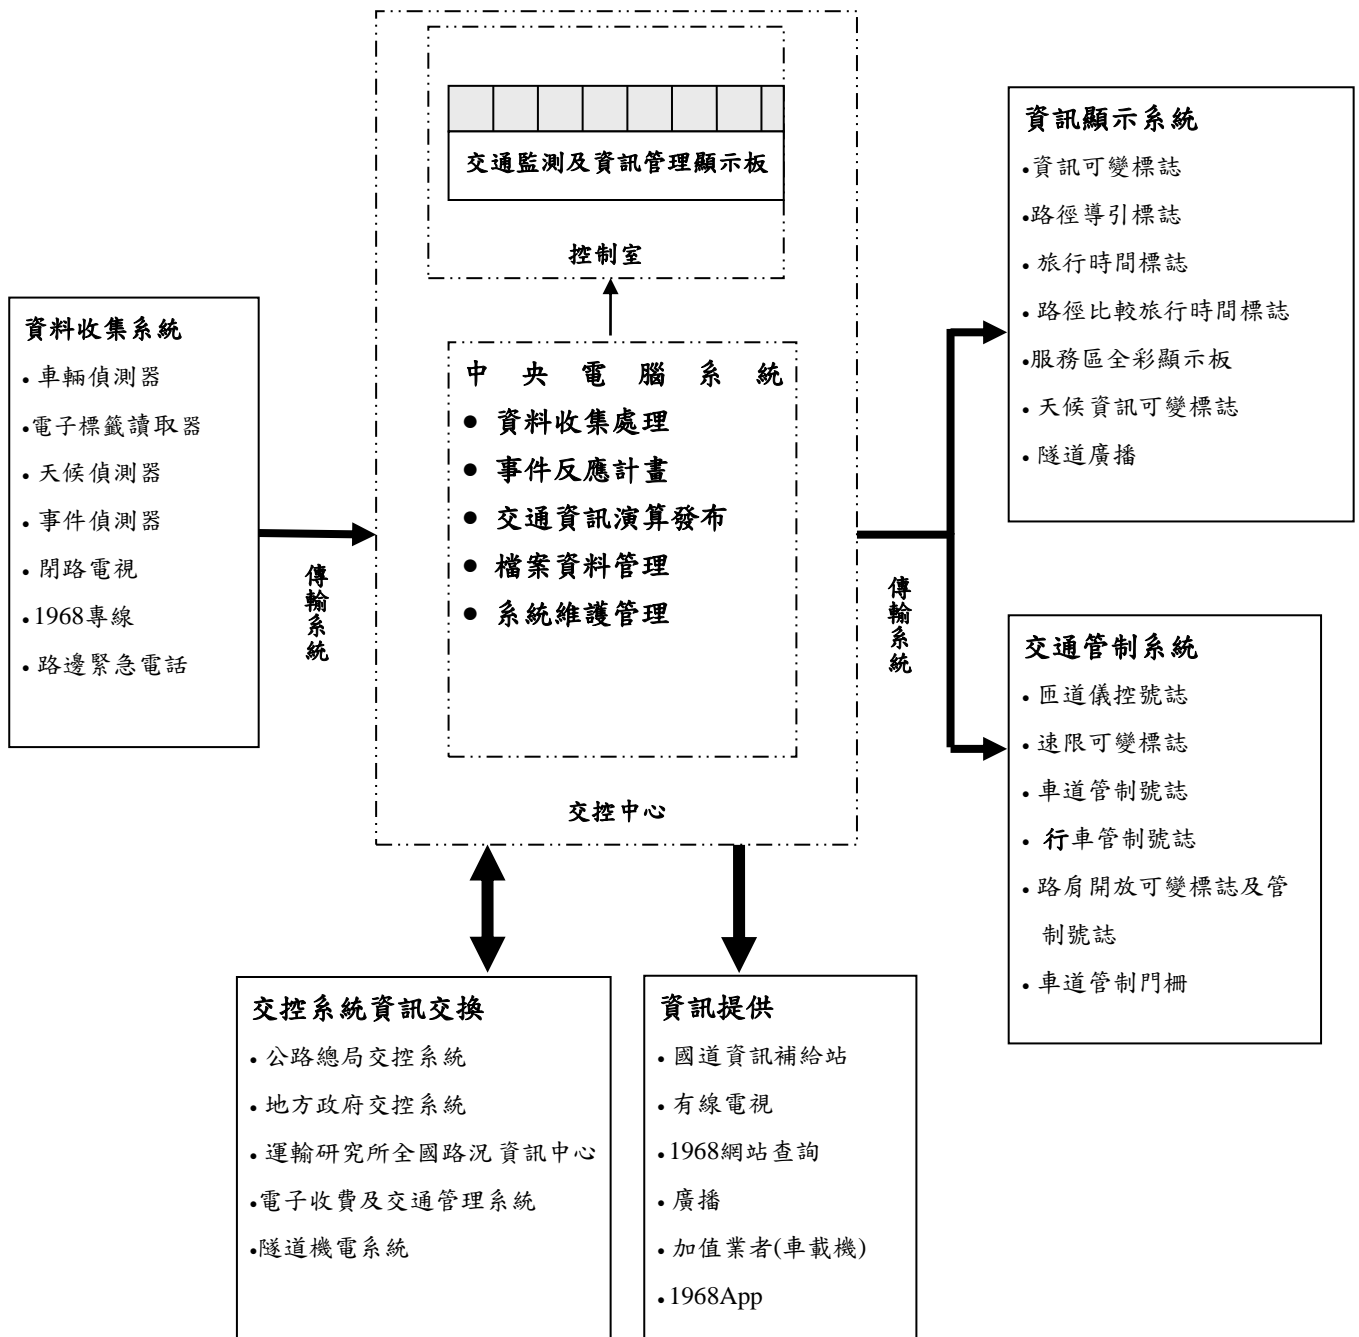 交通監測及資訊管理顯示板
控制室
資料收集系統
• 車輛偵測器
•電子標籤讀取器
• 天候偵測器
• 事件偵測器
• 閉路電視
• 1968專線
• 路邊緊急電話
傳輸系統
中央電腦系統
● 資料收集處理
● 事件反應計畫
● 交通資訊演算發布
● 檔案資料管理
● 系統維護管理
交控中心
傳輸系統
資訊顯示系統
•資訊可變標誌
•路徑導引標誌
• 旅行時間標誌
• 路徑比較旅行時間標誌
•服務區全彩顯示板
• 天候資訊可變標誌
• 隧道廣播
交通管制系統
• 匝道儀控號誌
• 速限可變標誌
• 車道管制號誌
• 行車管制號誌
• 路肩開放可變標誌及管
制號誌
• 車道管制門柵
交控系統資訊交換
• 公路總局交控系統
• 地方政府交控系統
• 運輸研究所全國路況 資訊中心
•電子收費及交通管理系統
•隧道機電系統
資訊提供
• 國道資訊補給站
• 有線電視
• 1968網站查詢
• 廣播
• 加值業者(車載機)
• 1968App